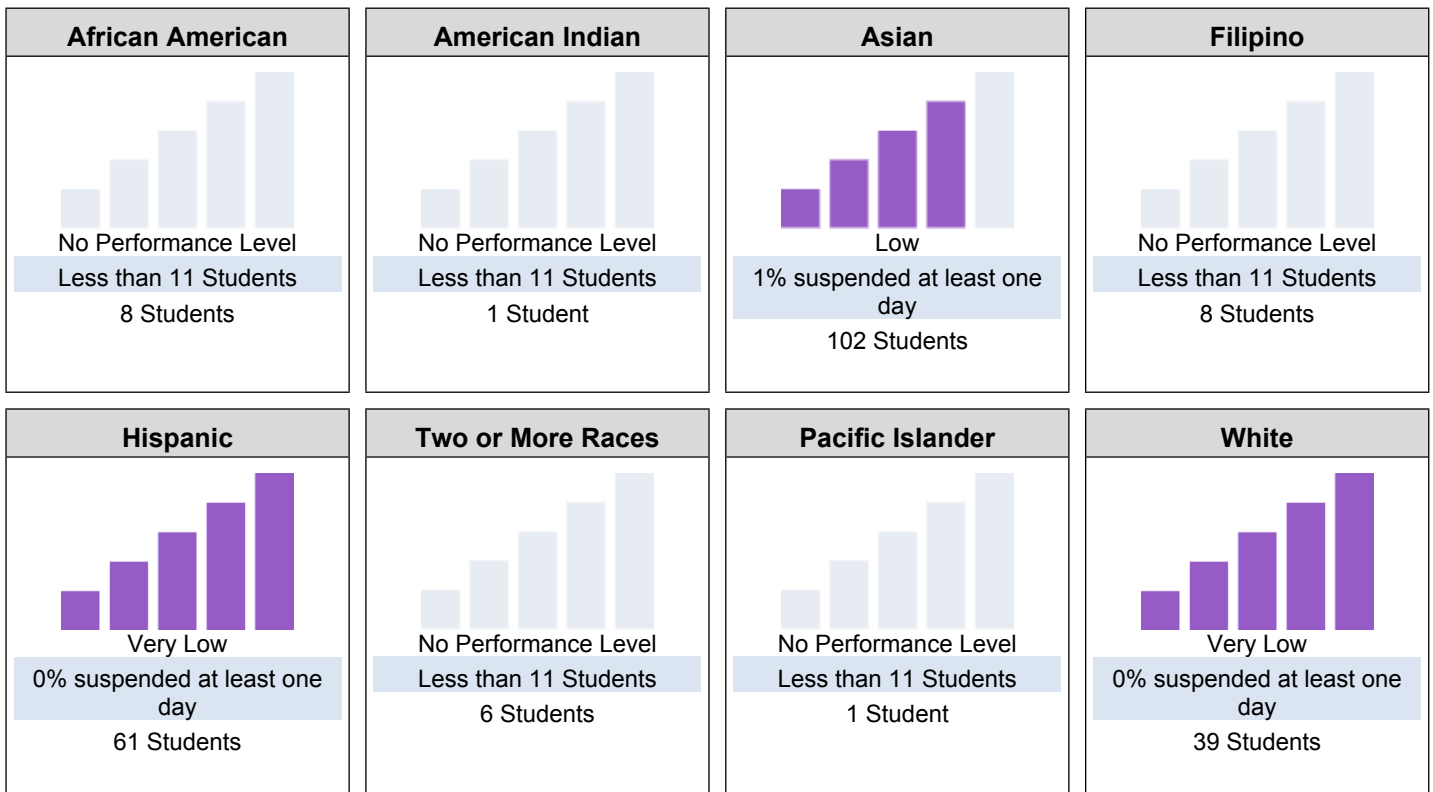 African American
No Performance Level
Less than 11 Students
8 Students
American Indian
No Performance Level
Less than 11 Students
1 Student
Asian
Low
1% suspended at least one
day
102 Students
Filipino
No Performance Level
Less than 11 Students
8 Students
Hispanic
Very Low
0% suspended at least one
day
61 Students
Two or More Races
No Performance Level
Less than 11 Students
6 Students
Pacific Islander
No Performance Level
Less than 11 Students
1 Student
White
Very Low
0% suspended at least one
day
39 Students